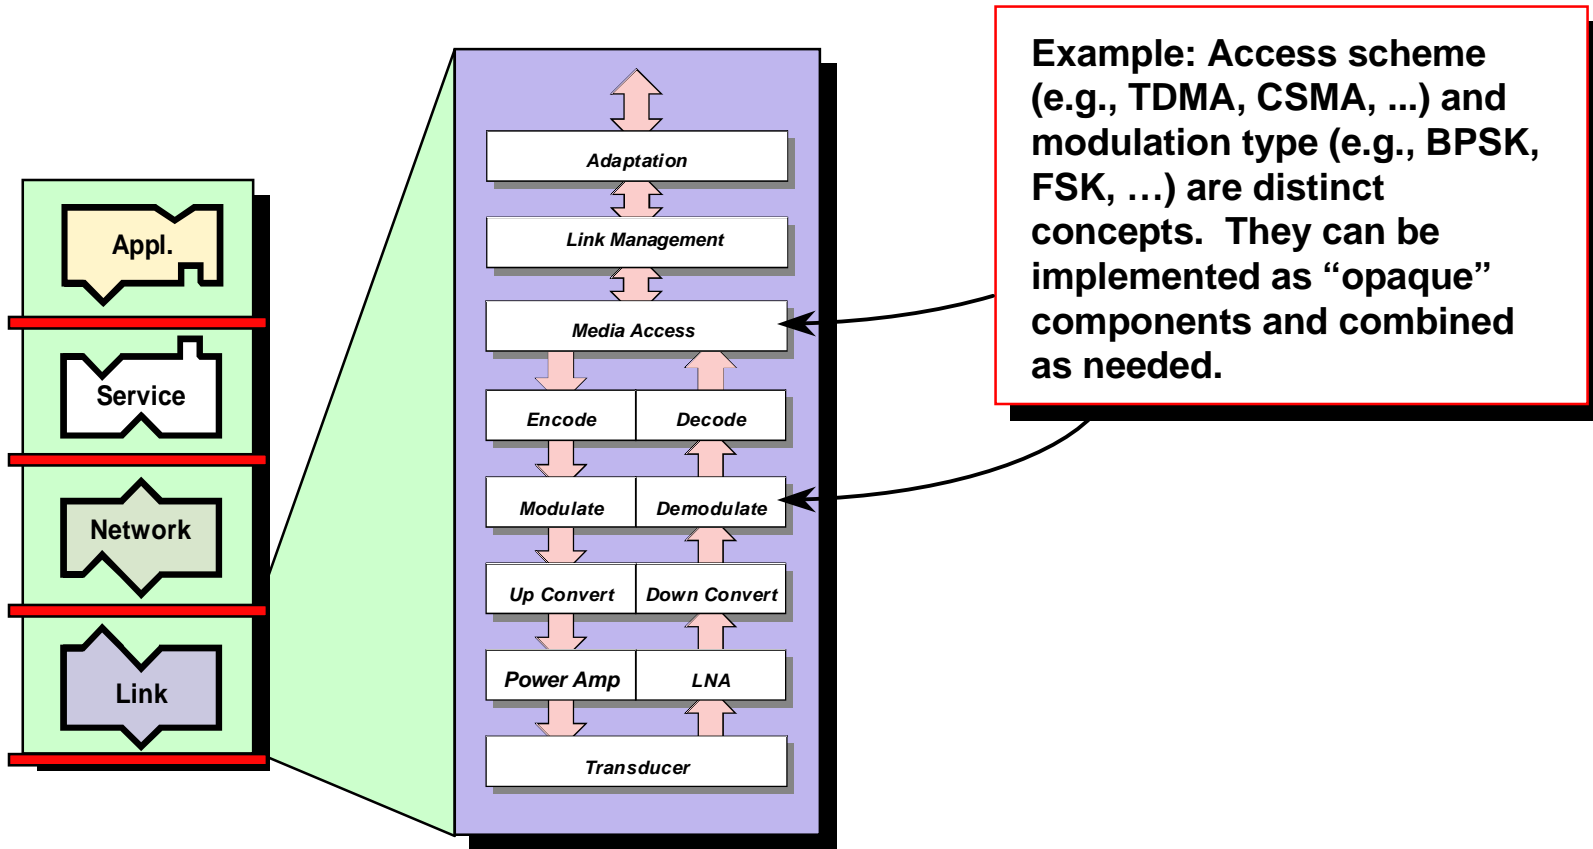 Appl.
Service
Network
Link
Adaptation
Link Management
Media Access
Encode
Decode
Modulate
Demodulate
Up Convert
Down Convert
Power Amp
LNA
Transducer
Example: Access scheme
(e.g., TDMA, CSMA, ...) and
modulation type (e.g., BPSK,
FSK, …) are distinct
concepts.  They can be
implemented as “opaque”
components and combined
as needed.